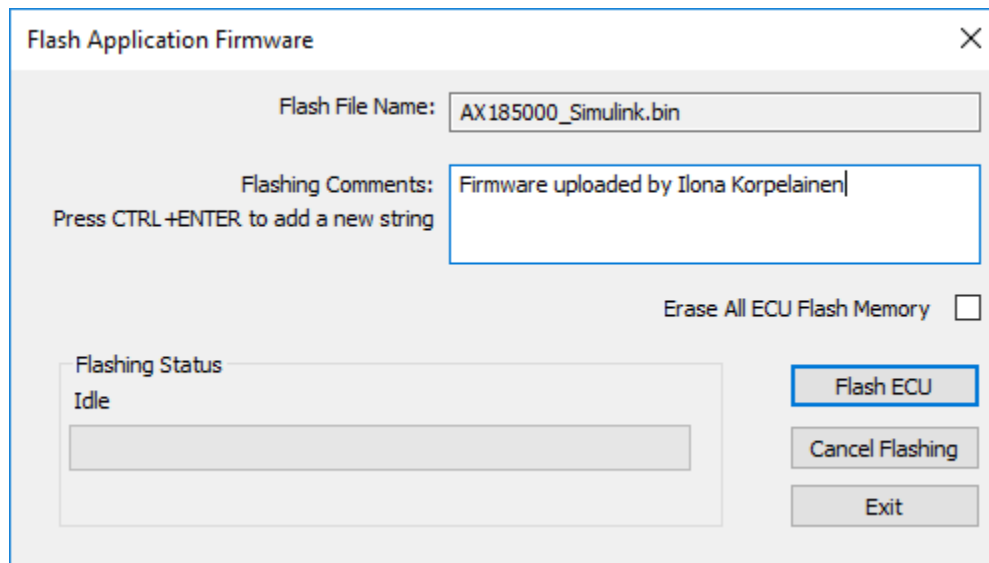 Flash Application Firmware
Flash File Name: AX185000_Simulink.bin
Flashing Comments: Firmware uploaded by Ilona Korpelainen
Press CTRL+ENTER to add a new string
Erase All ECU Flash Memory
Flashing Status
Idle
Flash ECU
Cancel Flashing
Exit